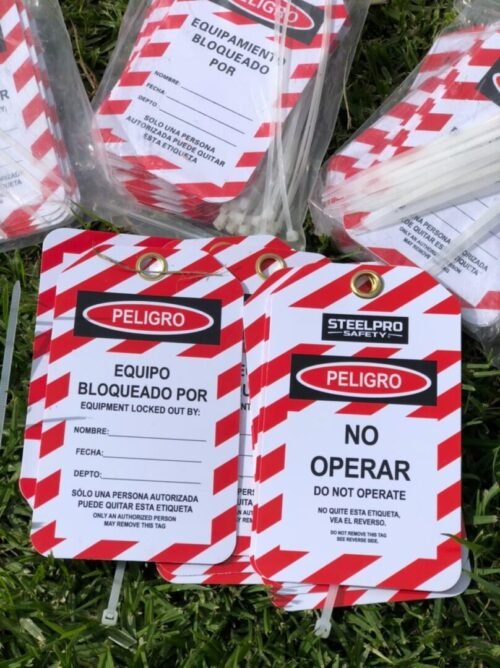 PELIGRO
EQUIPAMIENTO
BLOQUEADO
POR
NOMBRE
FECHA
DEPTO
SÓLO UNA PERSONA
AUTORIZADA PUEDE QUITAR
ESTA ETIQUETA
PELIGRO
EQUIPO
BLOQUEADO POR
EQUIPMENT LOCKED OUT BY:
NOMBRE:
FECHA:
DEPTO:
SÓLO UNA PERSONA AUTORIZADA
PUEDE QUITAR ESTA ETIQUETA
ONLY AN AUTHORIZED PERSON
MAY REMOVE THIS TAG
STEELPRO
SAFETY
PELIGRO
NO
OPERAR
DO NOT OPERATE
NO QUITE ESTA ETIQUETA,
VEA EL REVERSO.
DO NOT REMOVE THIS TAG
SEE REVERSE SIDE.